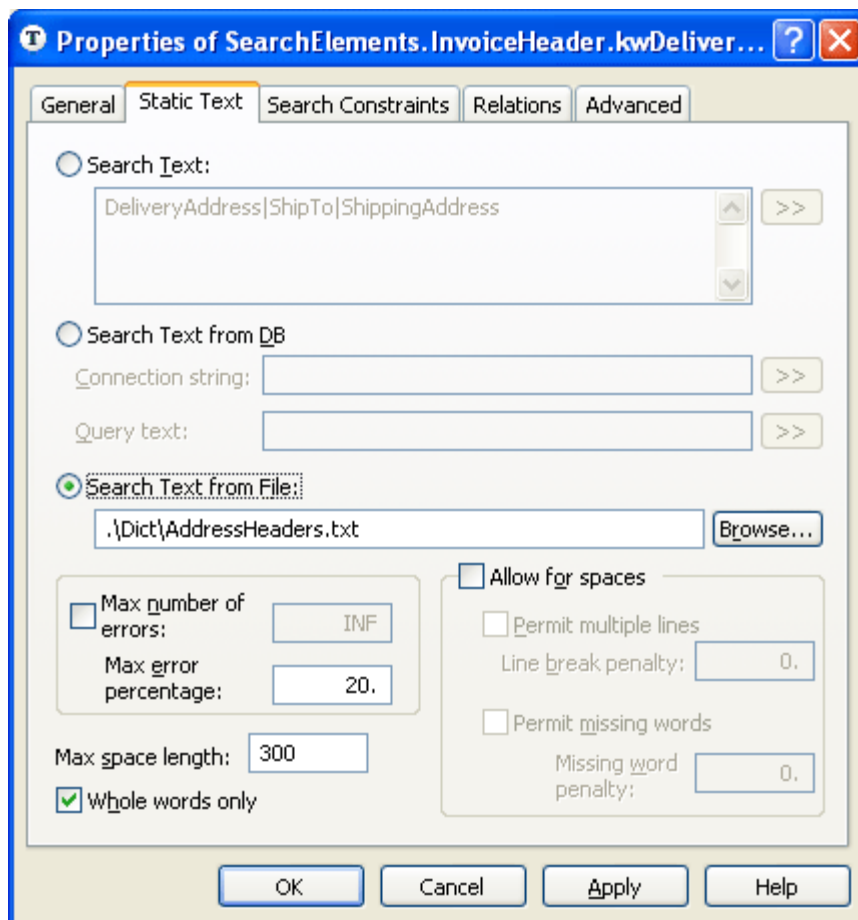 Properties of SearchElements.InvoiceHeader.kwDeliver...
General Static Text Search Constraints Relations Advanced
Search Text:
DeliveryAddress|ShipTo|ShippingAddress
>>
Search Text from DB
Connection string:
>>
Query text:
>>
Search Text from File:
.\Dict\AddressHeaders.txt
Browse...
Max number of
errors:
INF
Max error
percentage:
20.
Max space length:
300
Whole words only
Allow for spaces
Permit multiple lines
Line break penalty:
0.
Permit missing words
Missing word
penalty:
0.
OK Cancel Apply Help